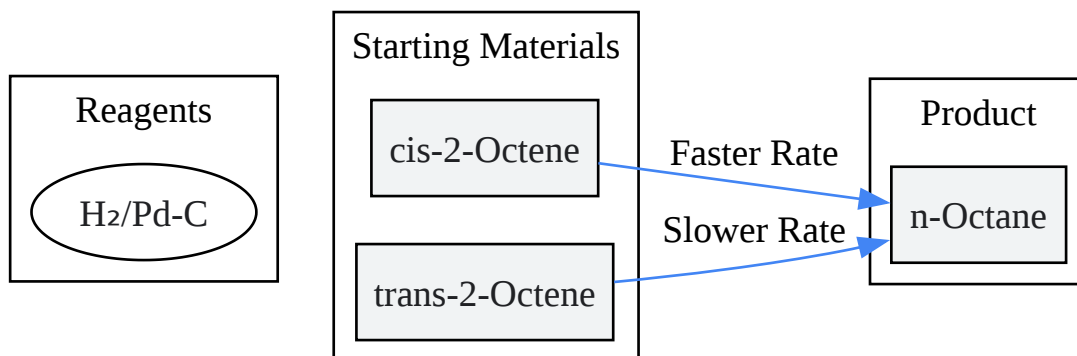 Reagents
H₂/Pd-C
Starting Materials
cis-2-Octene
trans-2-Octene
Faster Rate
Slower Rate
Product
n-Octane